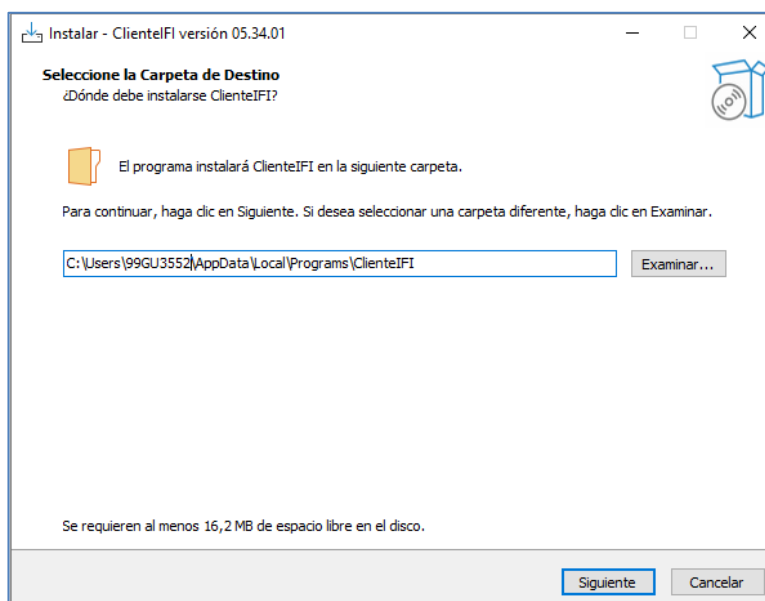 Instalar - ClienteIFI versión 05.34.01
Seleccione la Carpeta de Destino
¿Dónde debe instalarse ClienteIFI?
El programa instalará ClienteIFI en la siguiente carpeta.
Para continuar, haga clic en Siguiente. Si desea seleccionar una carpeta diferente, haga clic en Examinar.
C:\Users\99GU3552\AppData\Local\Programs\ClienteIFI
Examinar...
Se requieren al menos 16,2 MB de espacio libre en el disco.
Siguiente
Cancelar